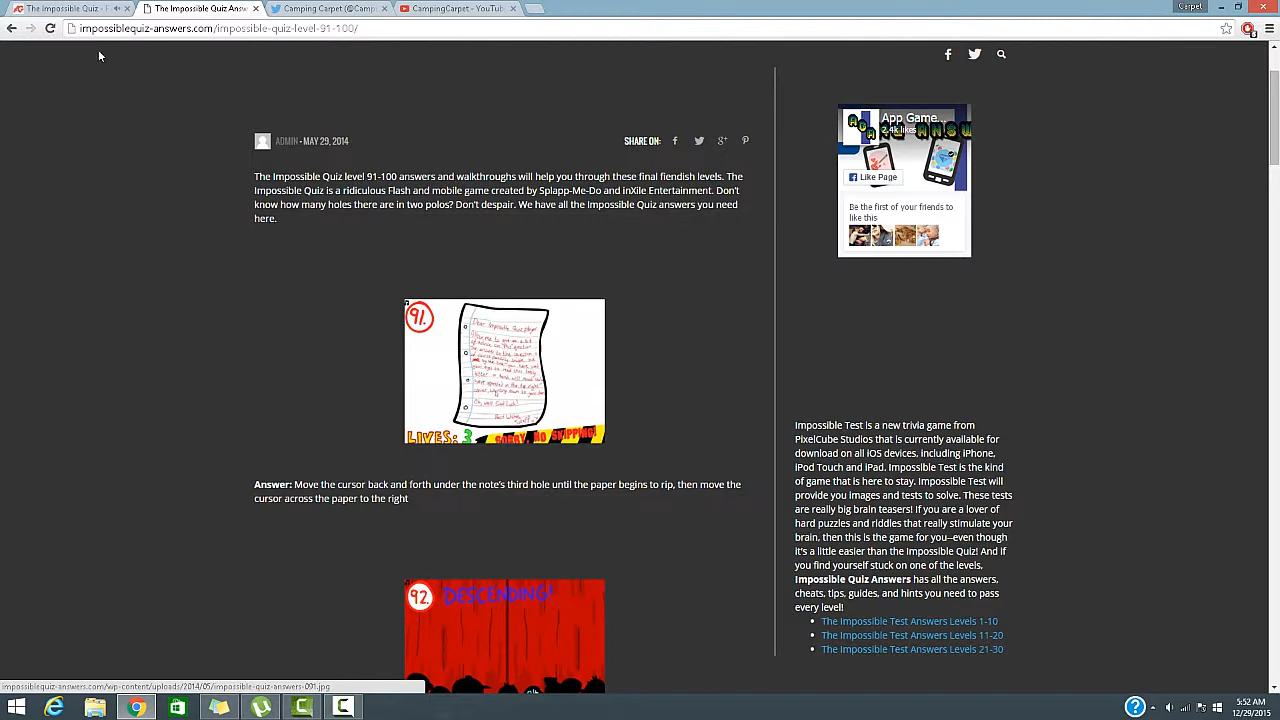 The Impossible Quiz -
The Impossible Quiz Answ
Camping Carpet (@Camp
CampingCarpet - YouTub
Carpet
impossiblequiz-answers.com/impossible-quiz-level-91-100/
ADMIN - MAY 29, 2014
SHARE ON:
The Impossible Quiz level 91-100 answers and walkthroughs will help you through these final fiendish levels. The
Impossible Quiz is a ridiculous Flash and mobile game created by Splapp-Me-Do and inXile Entertainment. Don't
know how many holes there are in two polos? Don't despair. We have all the Impossible Quiz answers you need
here.
91.
Dear Impossible Quiz player
LIVES: 3
SORRY, NO SKIPPING!
Answer: Move the cursor back and forth under the note's third hole until the paper begins to rip, then move the
cursor across the paper to the right
92.
DESCENDING!
App Game...
2.4k likes
Like Page
Be the first of your friends to
like this
Impossible Test is a new trivia game from
PixelCube Studios that is currently available for
download on all iOS devices, including iPhone,
iPod Touch and iPad. Impossible Test is the kind
of game that is here to stay. Impossible Test will
provide you images and tests to solve. These tests
are really big brain teasers! If you are a lover of
hard puzzles and riddles that really stimulate your
brain, then this is the game for you—even though
it's a little easier than the Impossible Quiz! And if
you find yourself stuck on one of the levels,
Impossible Quiz Answers has all the answers,
cheats, tips, guides, and hints you need to pass
every level!
The Impossible Test Answers Levels 1-10
The Impossible Test Answers Levels 11-20
The Impossible Test Answers Levels 21-30
impossiblequiz-answers.com/wp-content/uploads/2014/05/impossible-quiz-answers-091.jpg
5:52 AM
12/29/2015